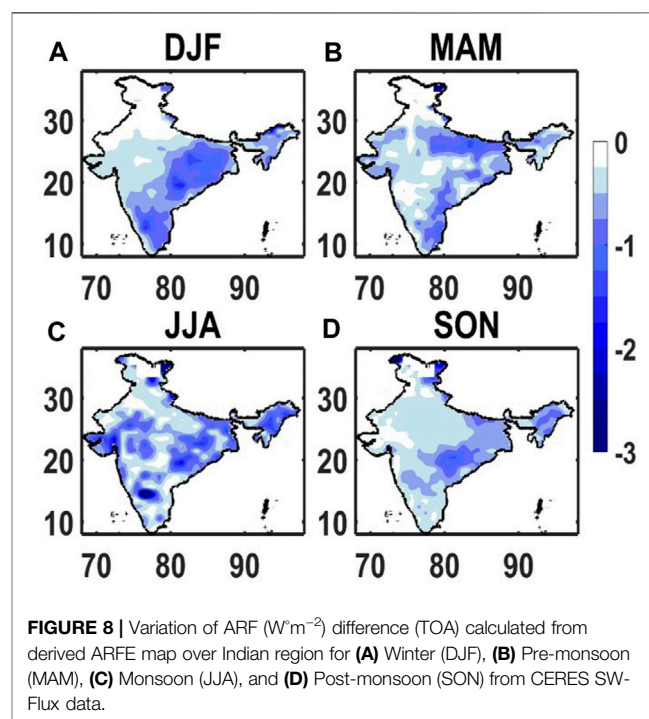 A DJF
B MAM
30
20
10
70 80 90
70 80 90
0
-1
-2
-3
C JJA
D SON
30
20
10
70 80 90
30
20
10
70 80 90
FIGURE 8 | Variation of ARF (W°m−2) difference (TOA) calculated from
derived ARFE map over Indian region for (A) Winter (DJF), (B) Pre-monsoon
(MAM), (C) Monsoon (JJA), and (D) Post-monsoon (SON) from CERES SW-
Flux data.